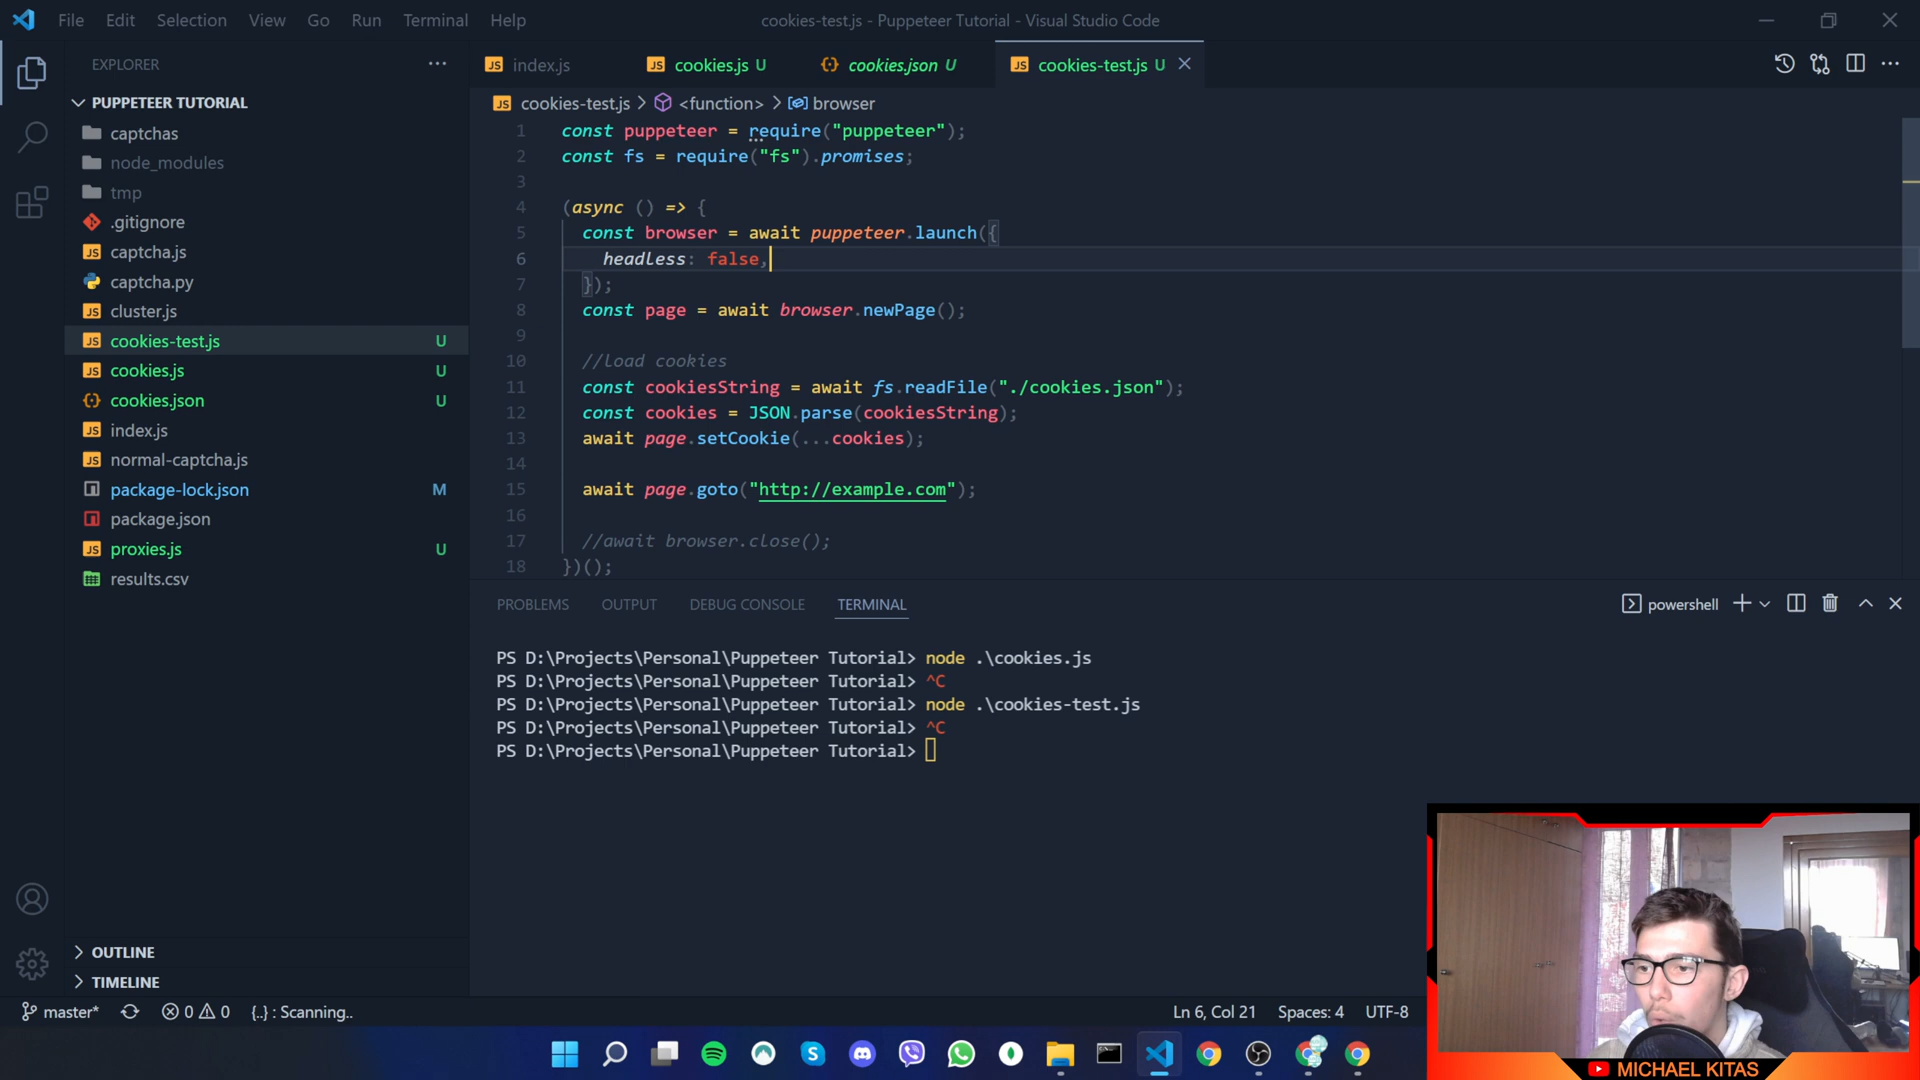 File Edit Selection View Go Run Terminal Help
cookies-test.js - Puppeteer Tutorial - Visual Studio Code
EXPLORER
PUPPETEER TUTORIAL
captchas
node_modules
tmp
.gitignore
captcha.js
captcha.py
cluster.js
cookies-test.js U
cookies.js U
cookies.json U
index.js
normal-captcha.js
package-lock.json M
package.json
proxies.js U
results.csv
OUTLINE
TIMELINE
JS index.js JS cookies.js U cookies.json U JS cookies-test.js U
JS cookies-test.js > <function> > browser
1 const puppeteer = require("puppeteer");
2 const fs = require("fs").promises;
3
4 (async () => {
5 const browser = await puppeteer.launch({
6 headless: false,
7 });
8 const page = await browser.newPage();
9
10 //load cookies
11 const cookiesString = await fs.readFile("./cookies.json");
12 const cookies = JSON.parse(cookiesString);
13 await page.setCookie(...cookies);
14
15 await page.goto("http://example.com");
16
17 //await browser.close();
18 })();
PROBLEMS OUTPUT DEBUG CONSOLE TERMINAL
powershell
PS D:\Projects\Personal\Puppeteer Tutorial> node .\cookies.js
PS D:\Projects\Personal\Puppeteer Tutorial> ^C
PS D:\Projects\Personal\Puppeteer Tutorial> node .\cookies-test.js
PS D:\Projects\Personal\Puppeteer Tutorial> ^C
PS D:\Projects\Personal\Puppeteer Tutorial>
master* 0 0 {..} : Scanning.. Ln 6, Col 21 Spaces: 4 UTF-8
MICHAEL KITAS